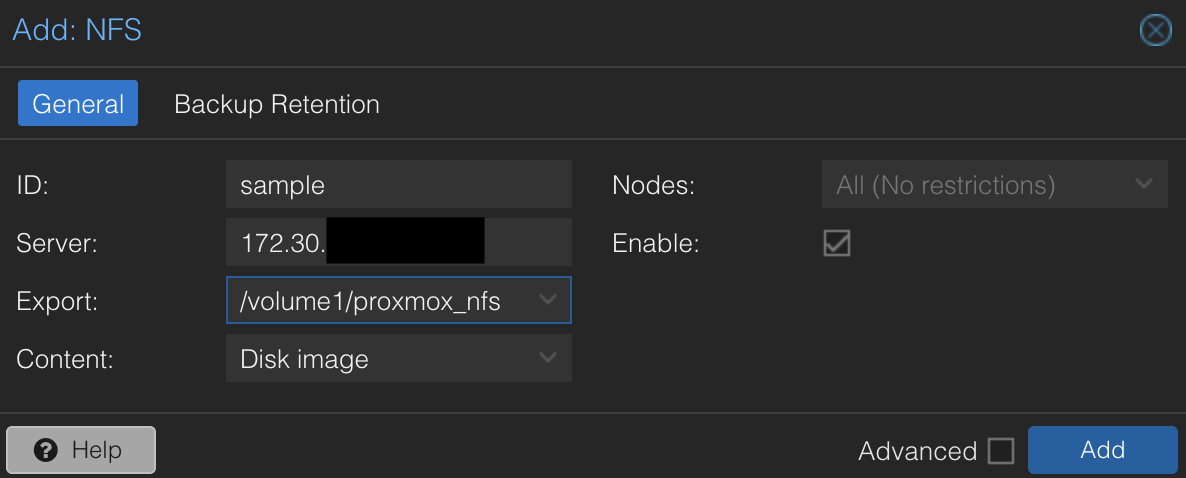 Add: NFS
General Backup Retention
ID: sample Nodes: All (No restrictions)
Server: 172.30. Enable:
Export: /volume1/proxmox_nfs
Content: Disk image
? Help Advanced Add